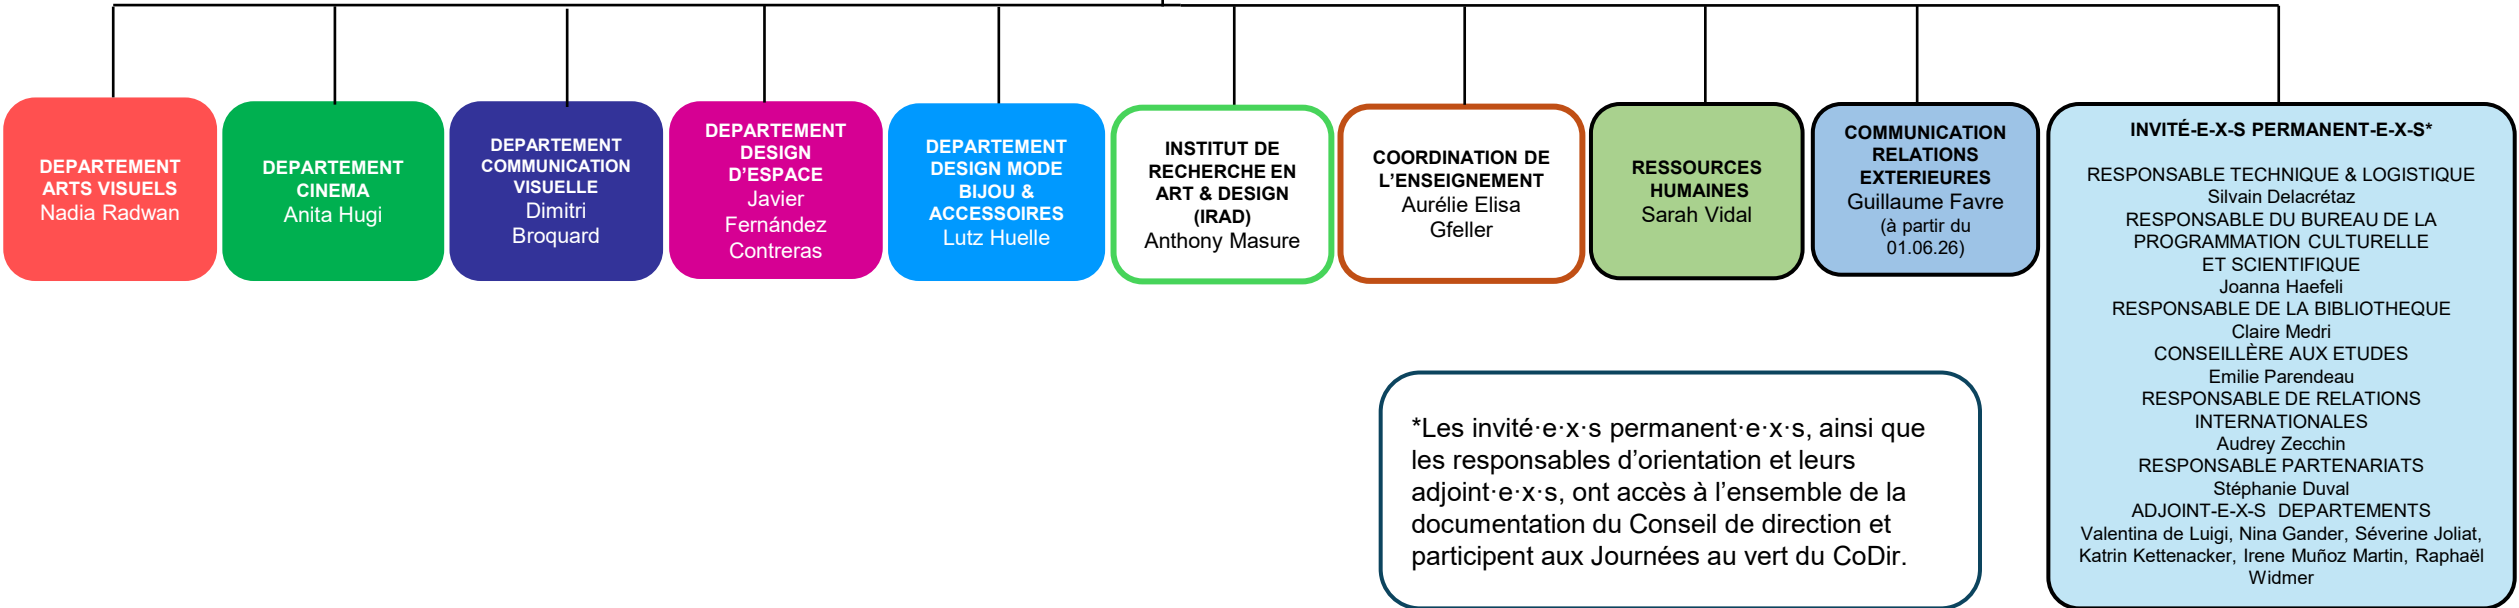 DEPARTEMENT
ARTS VISUELS
Nadia Radwan
DEPARTEMENT
CINEMA
Anita Hugi
DEPARTEMENT
COMMUNICATION
VISUELLE
Dimitri
Broquard
DEPARTEMENT
DESIGN
D’ESPACE
Javier
Fernández
Contreras
DEPARTEMENT
DESIGN MODE
BIJOU &
ACCESSOIRES
Lutz Huelle
INSTITUT DE
RECHERCHE EN
ART & DESIGN
(IRAD)
Anthony Masure
COORDINATION DE
L’ENSEIGNEMENT
Aurélie Elisa
Gfeller
RESSOURCES
HUMAINES
Sarah Vidal
COMMUNICATION
RELATIONS
EXTERIEURES
Guillaume Favre
(à partir du
01.06.26)
INVITÉ-E-X-S PERMANENT-E-X-S*
RESPONSABLE TECHNIQUE & LOGISTIQUE
Silvain Delacrétaz
RESPONSABLE DU BUREAU DE LA
PROGRAMMATION CULTURELLE
ET SCIENTIFIQUE
Joanna Haefeli
RESPONSABLE DE LA BIBLIOTHEQUE
Claire Medri
CONSEILLÈRE AUX ETUDES
Emilie Parendeau
RESPONSABLE DE RELATIONS
INTERNATIONALES
Audrey Zecchin
RESPONSABLE PARTENARIATS
Stéphanie Duval
ADJOINT-E-X-S DEPARTEMENTS
Valentina de Luigi, Nina Gander, Séverine Joliat,
Katrin Kettenacker, Irene Muñoz Martin, Raphaël
Widmer
*Les invité·e·x·s permanent·e·x·s, ainsi que
les responsables d’orientation et leurs
adjoint·e·x·s, ont accès à l’ensemble de la
documentation du Conseil de direction et
participent aux Journées au vert du CoDir.